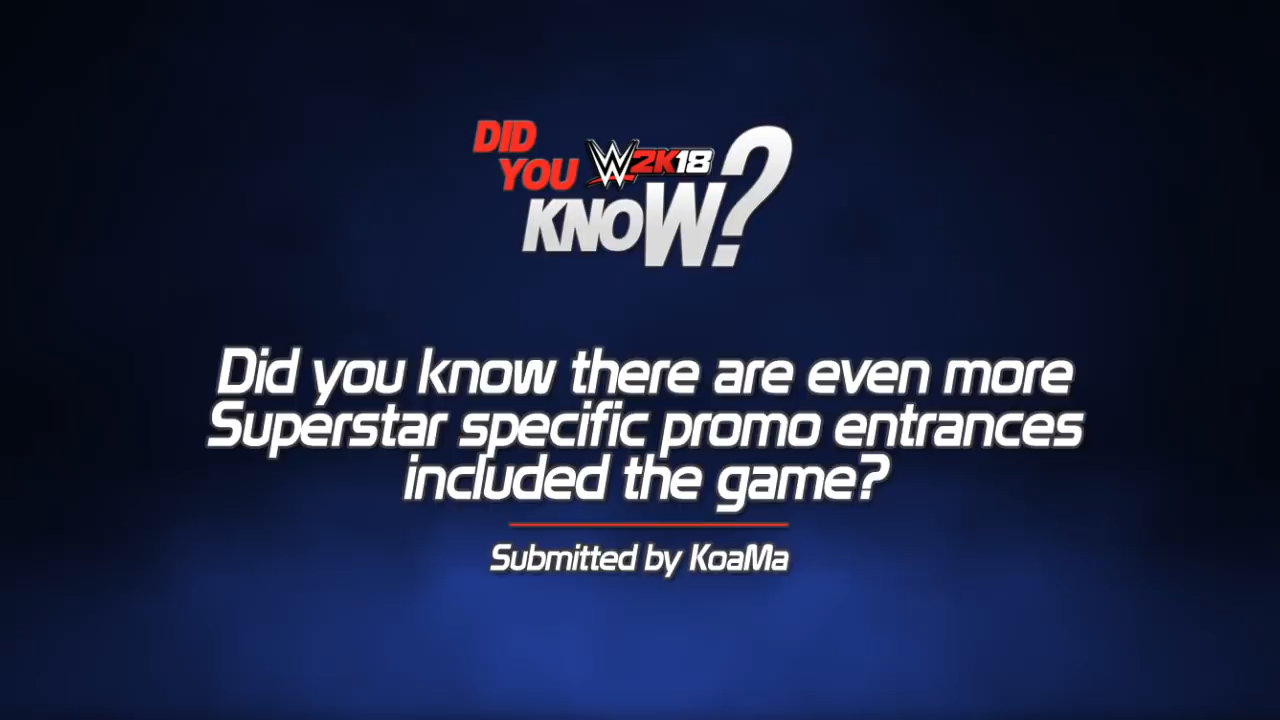 DID
YOU W 2K18
KNOW?
Did you know there are even more
Superstar specific promo entrances
included the game?
Submitted by KoaMa